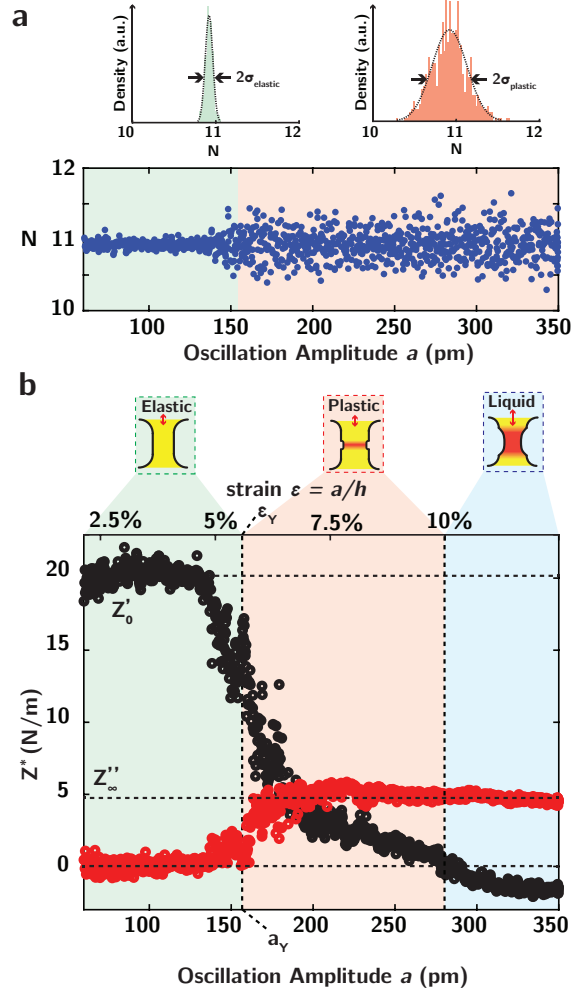 a
Density (a.u.)
2σelastic
10 11 12
N
Density (a.u.)
2σplastic
10 11 12
N
12
N 11
10
100 150 200 250 300 350
Oscillation Amplitude a (pm)
b
Elastic
Plastic
Liquid
strain ε = a/h
εY
2.5% 5% 7.5% 10%
20
Z0'
15
10
Z* (N/m)
Z∞''
5
0
100 150 200 250 300 350
aY
Oscillation Amplitude a (pm)